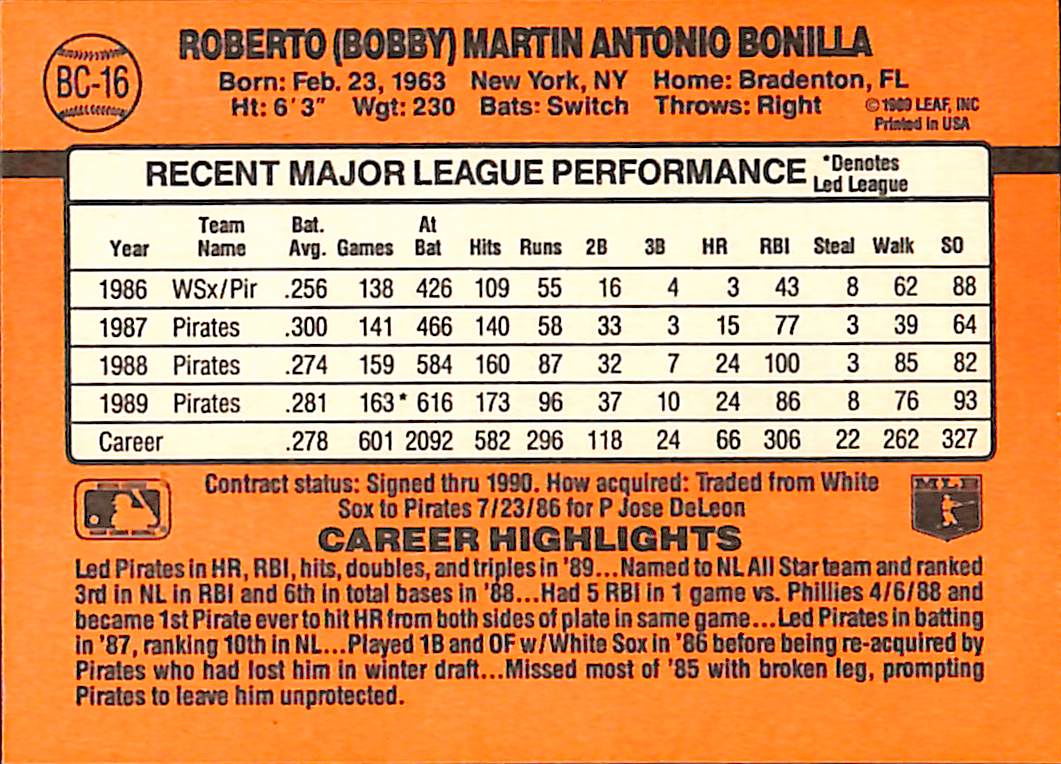 BC-16
ROBERTO (BOBBY) MARTIN ANTONIO BONILLA
Born: Feb. 23, 1963 New York, NY Home: Bradenton, FL
Ht: 6'3" Wgt: 230 Bats: Switch Throws: Right
© 1989 LEAF, INC
Printed in USA
RECENT MAJOR LEAGUE PERFORMANCE *Denotes Led League
Year Team Name Bat. Avg. Games At Bat Hits Runs 2B 3B HR RBI Steal Walk SO
1986 WSx/Pir .256 138 426 109 55 16 4 3 43 8 62 88
1987 Pirates .300 141 466 140 58 33 3 15 77 3 39 64
1988 Pirates .274 159 584 160 87 32 7 24 100 3 85 82
1989 Pirates .281 163* 616 173 96 37 10 24 86 8 76 93
Career .278 601 2092 582 296 118 24 66 306 22 262 327
Contract status: Signed thru 1990. How acquired: Traded from White
Sox to Pirates 7/23/86 for P Jose DeLeon
MLB
CAREER HIGHLIGHTS
Led Pirates in HR, RBI, hits, doubles, and triples in '89...Named to NL All Star team and ranked
3rd in NL in RBI and 6th in total bases in '88...Had 5 RBI in 1 game vs. Phillies 4/6/88 and
became 1st Pirate ever to hit HR from both sides of plate in same game...Led Pirates in batting
in '87, ranking 10th in NL...Played 1B and OF w/White Sox in '86 before being re-acquired by
Pirates who had lost him in winter draft...Missed most of '85 with broken leg, prompting
Pirates to leave him unprotected.